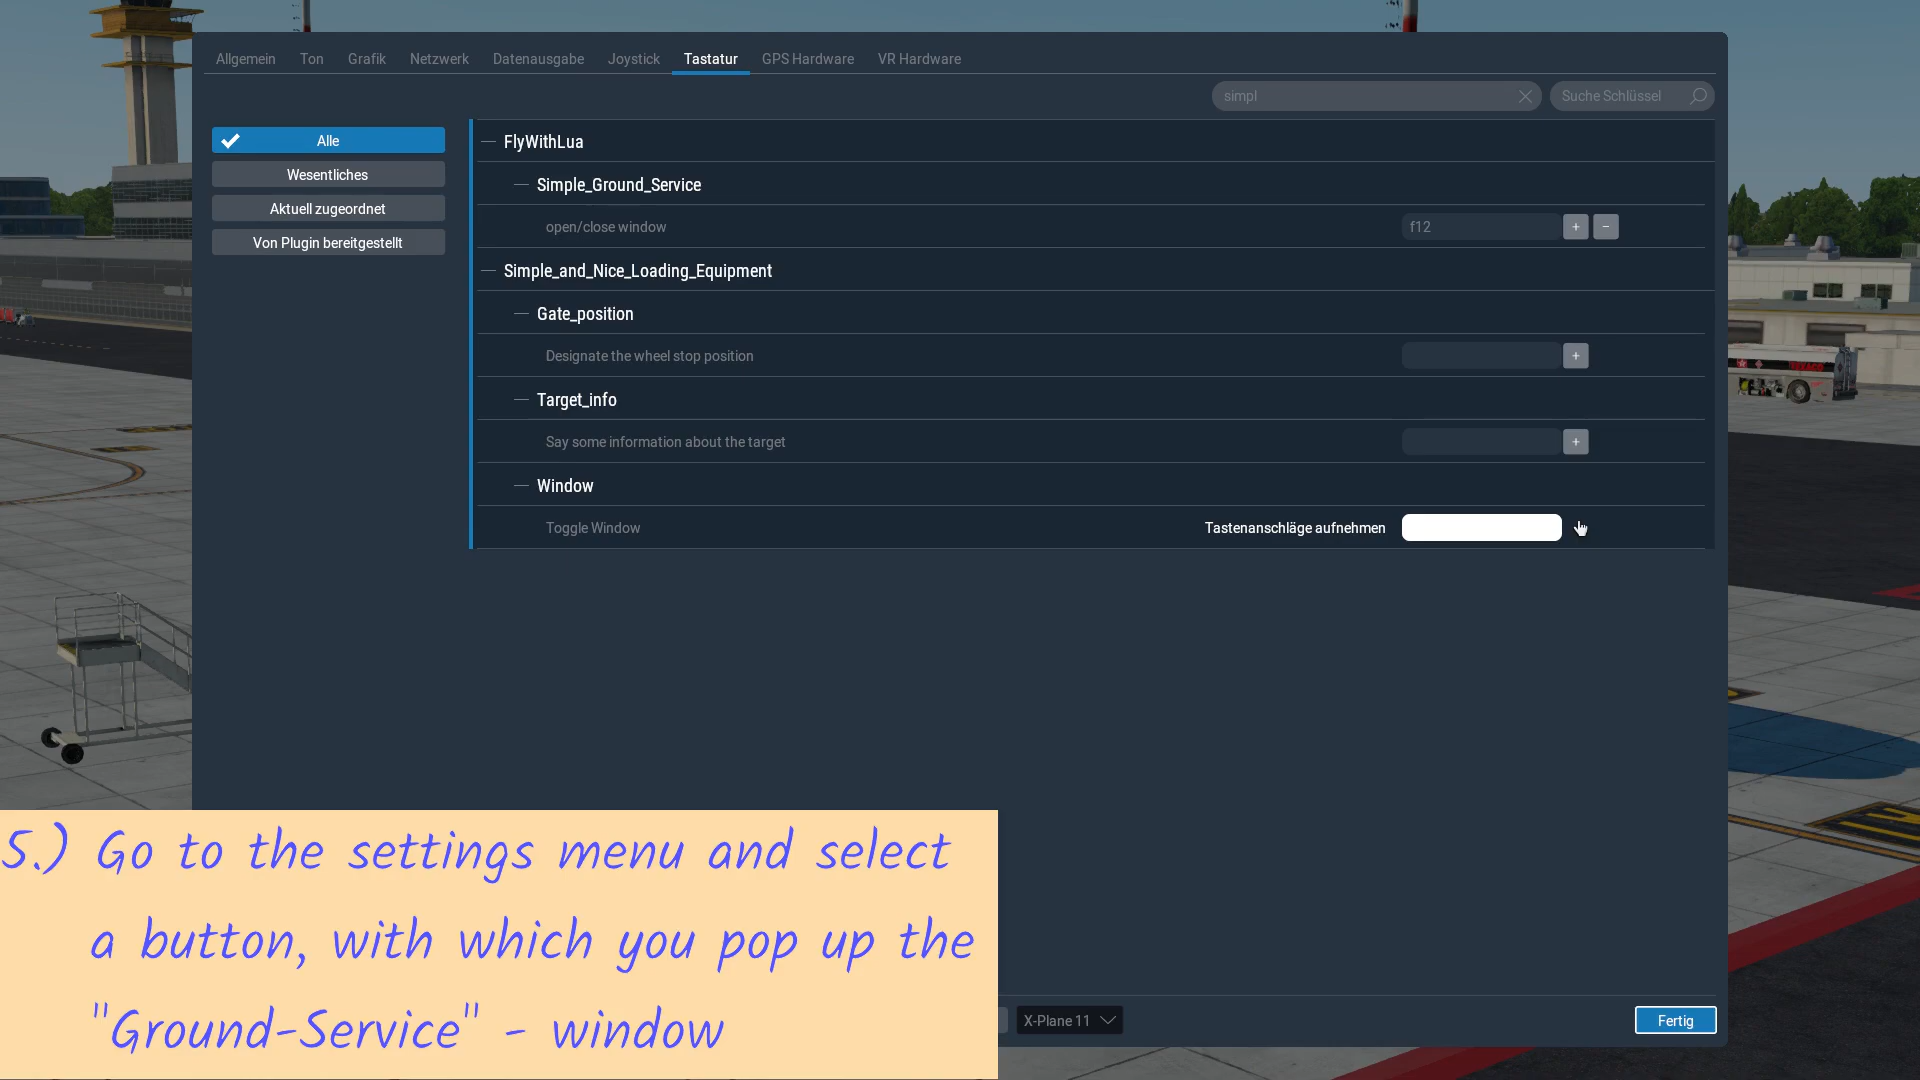 Allgemein Ton Grafik Netzwerk Datenausgabe Joystick Tastatur GPS Hardware VR Hardware
simpl Suche Schlüssel
Alle
Wesentliches
Aktuell zugeordnet
Von Plugin bereitgestellt
FlyWithLua
Simple_Ground_Service
open/close window f12 + −
Simple_and_Nice_Loading_Equipment
Gate_position
Designate the wheel stop position +
Target_info
Say some information about the target +
Window
Toggle Window Tastenanschläge aufnehmen
TEXACO
5.) Go to the settings menu and select
a button, with which you pop up the
"Ground-Service" - window
X-Plane 11 Fertig